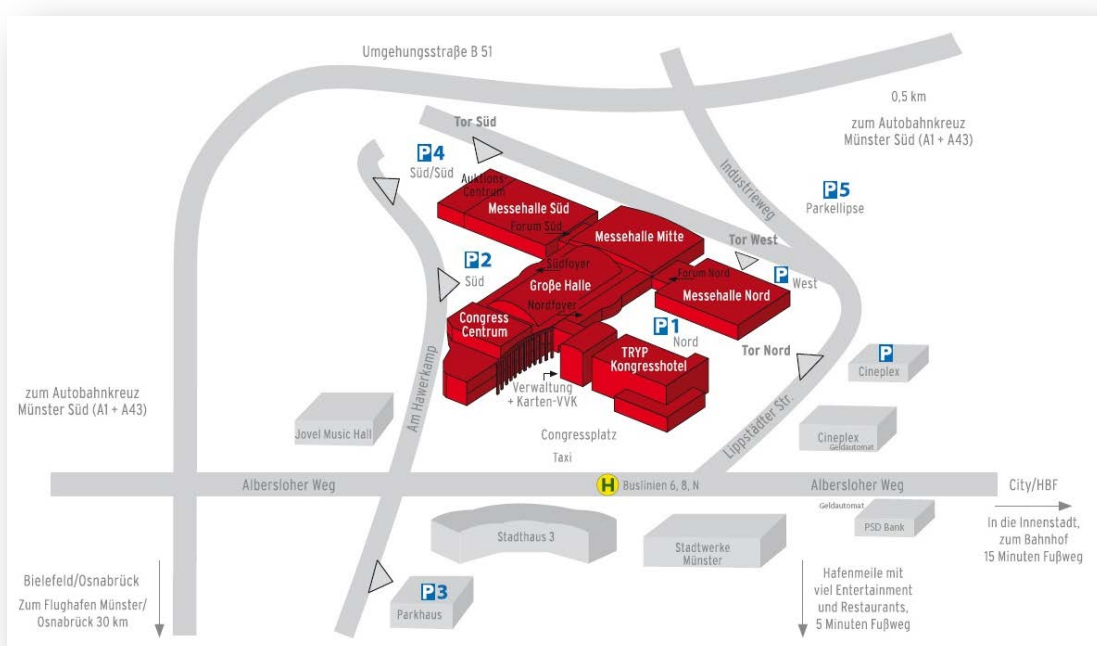 Umgehungsstraße B 51
0,5 km
zum Autobahnkreuz
Münster Süd (A1 + A43)
Tor Süd
P 4
Süd/Süd
Industrieweg
P 5
Parkellipse
Auktions-
Centrum
Messehalle Süd
Forum Süd
Messehalle Mitte
Tor West
P
West
P 2
Süd
Südfoyer
Große Halle
Forum Nord
Messehalle Nord
Nordfoyer
Congress
Centrum
P 1
Nord
TRYP
Kongresshotel
Tor Nord
P
Cineplex
Am Hawerkamp
Verwaltung
+ Karten-VVK
Lippstädter Str.
zum Autobahnkreuz
Münster Süd (A1 + A43)
Jovel Music Hall
Congressplatz
Taxi
Cineplex
Geldautomat
Albersloher Weg
H
Buslinien 6, 8, N
Albersloher Weg
City/HBF
Geldautomat
PSD Bank
In die Innenstadt,
zum Bahnhof
15 Minuten Fußweg
Stadthaus 3
Stadtwerke
Münster
Bielefeld/Osnabrück
Zum Flughafen Münster/
Osnabrück 30 km
P 3
Parkhaus
Hafenmeile mit
viel Entertainment
und Restaurants,
5 Minuten Fußweg